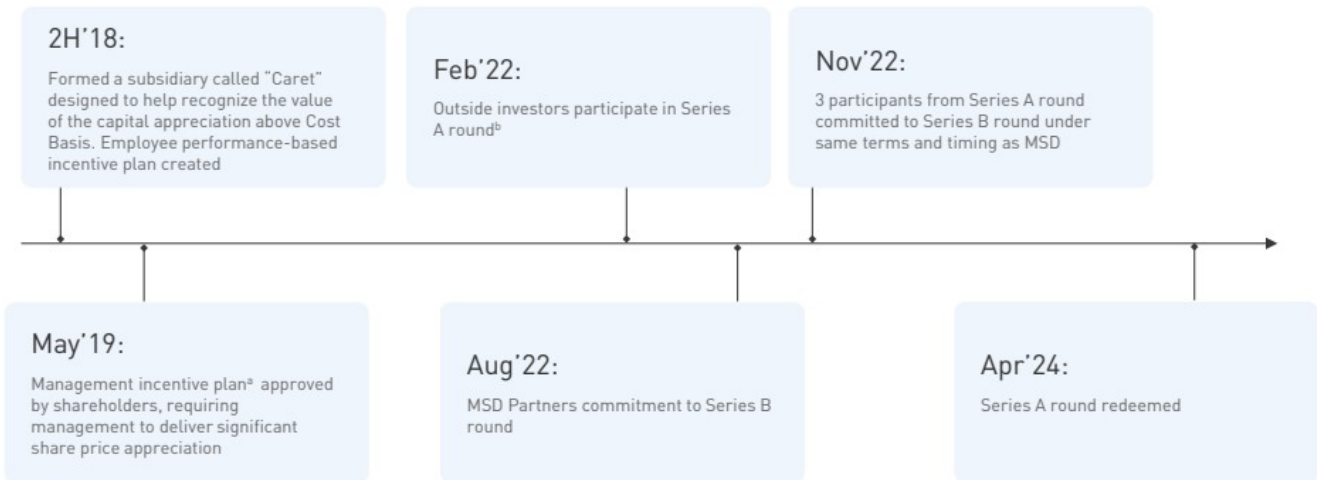 2H'18:
Formed a subsidiary called “Caret”
designed to help recognize the value
of the capital appreciation above Cost
Basis. Employee performance-based
incentive plan created
Feb'22:
Outside investors participate in Series
A roundᵇ
Nov'22:
3 participants from Series A round
committed to Series B round under
same terms and timing as MSD
May'19:
Management incentive planᵃ approved
by shareholders, requiring
management to deliver significant
share price appreciation
Aug'22:
MSD Partners commitment to Series B
round
Apr'24:
Series A round redeemed